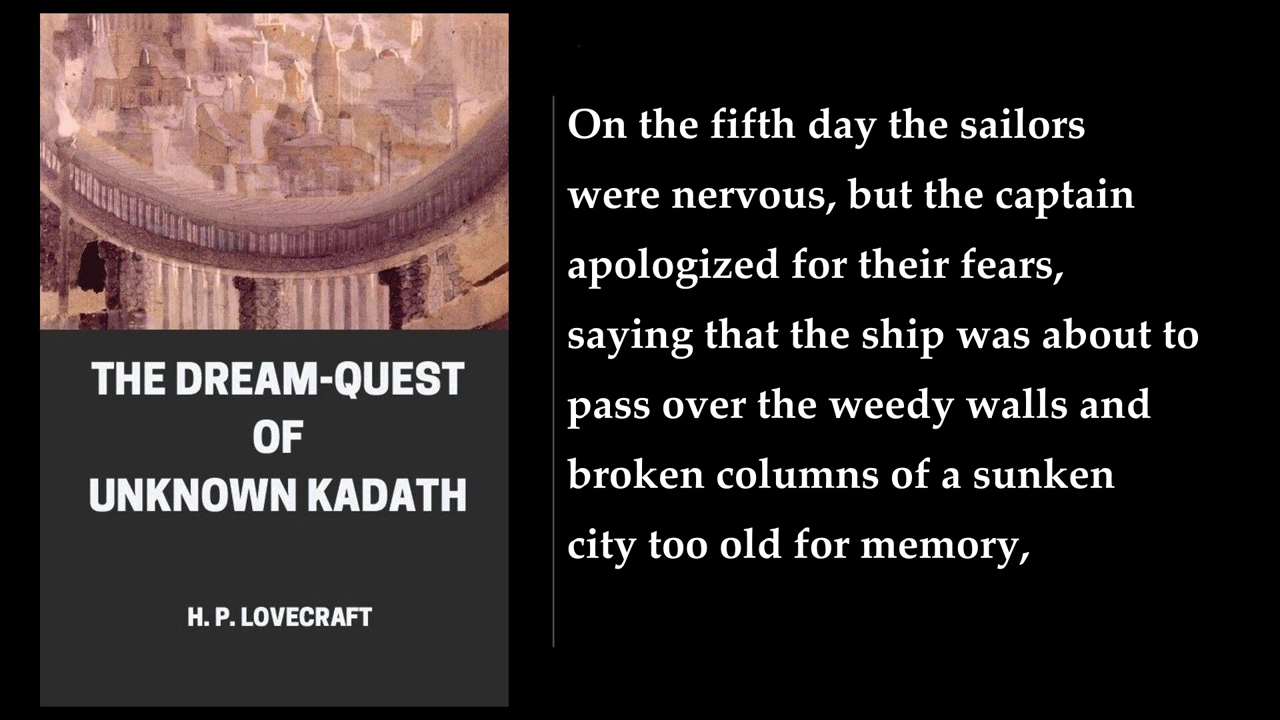 THE DREAM-QUEST
OF
UNKNOWN KADATH
H. P. LOVECRAFT
On the fifth day the sailors
were nervous, but the captain
apologized for their fears,
saying that the ship was about to
pass over the weedy walls and
broken columns of a sunken
city too old for memory,